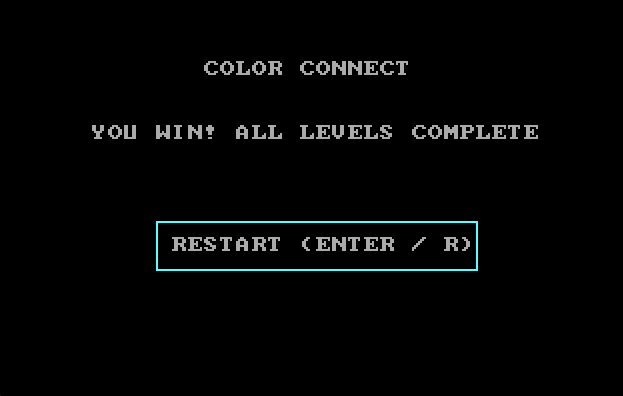 COLOR CONNECT
YOU WIN! ALL LEVELS COMPLETE
RESTART (ENTER / R)